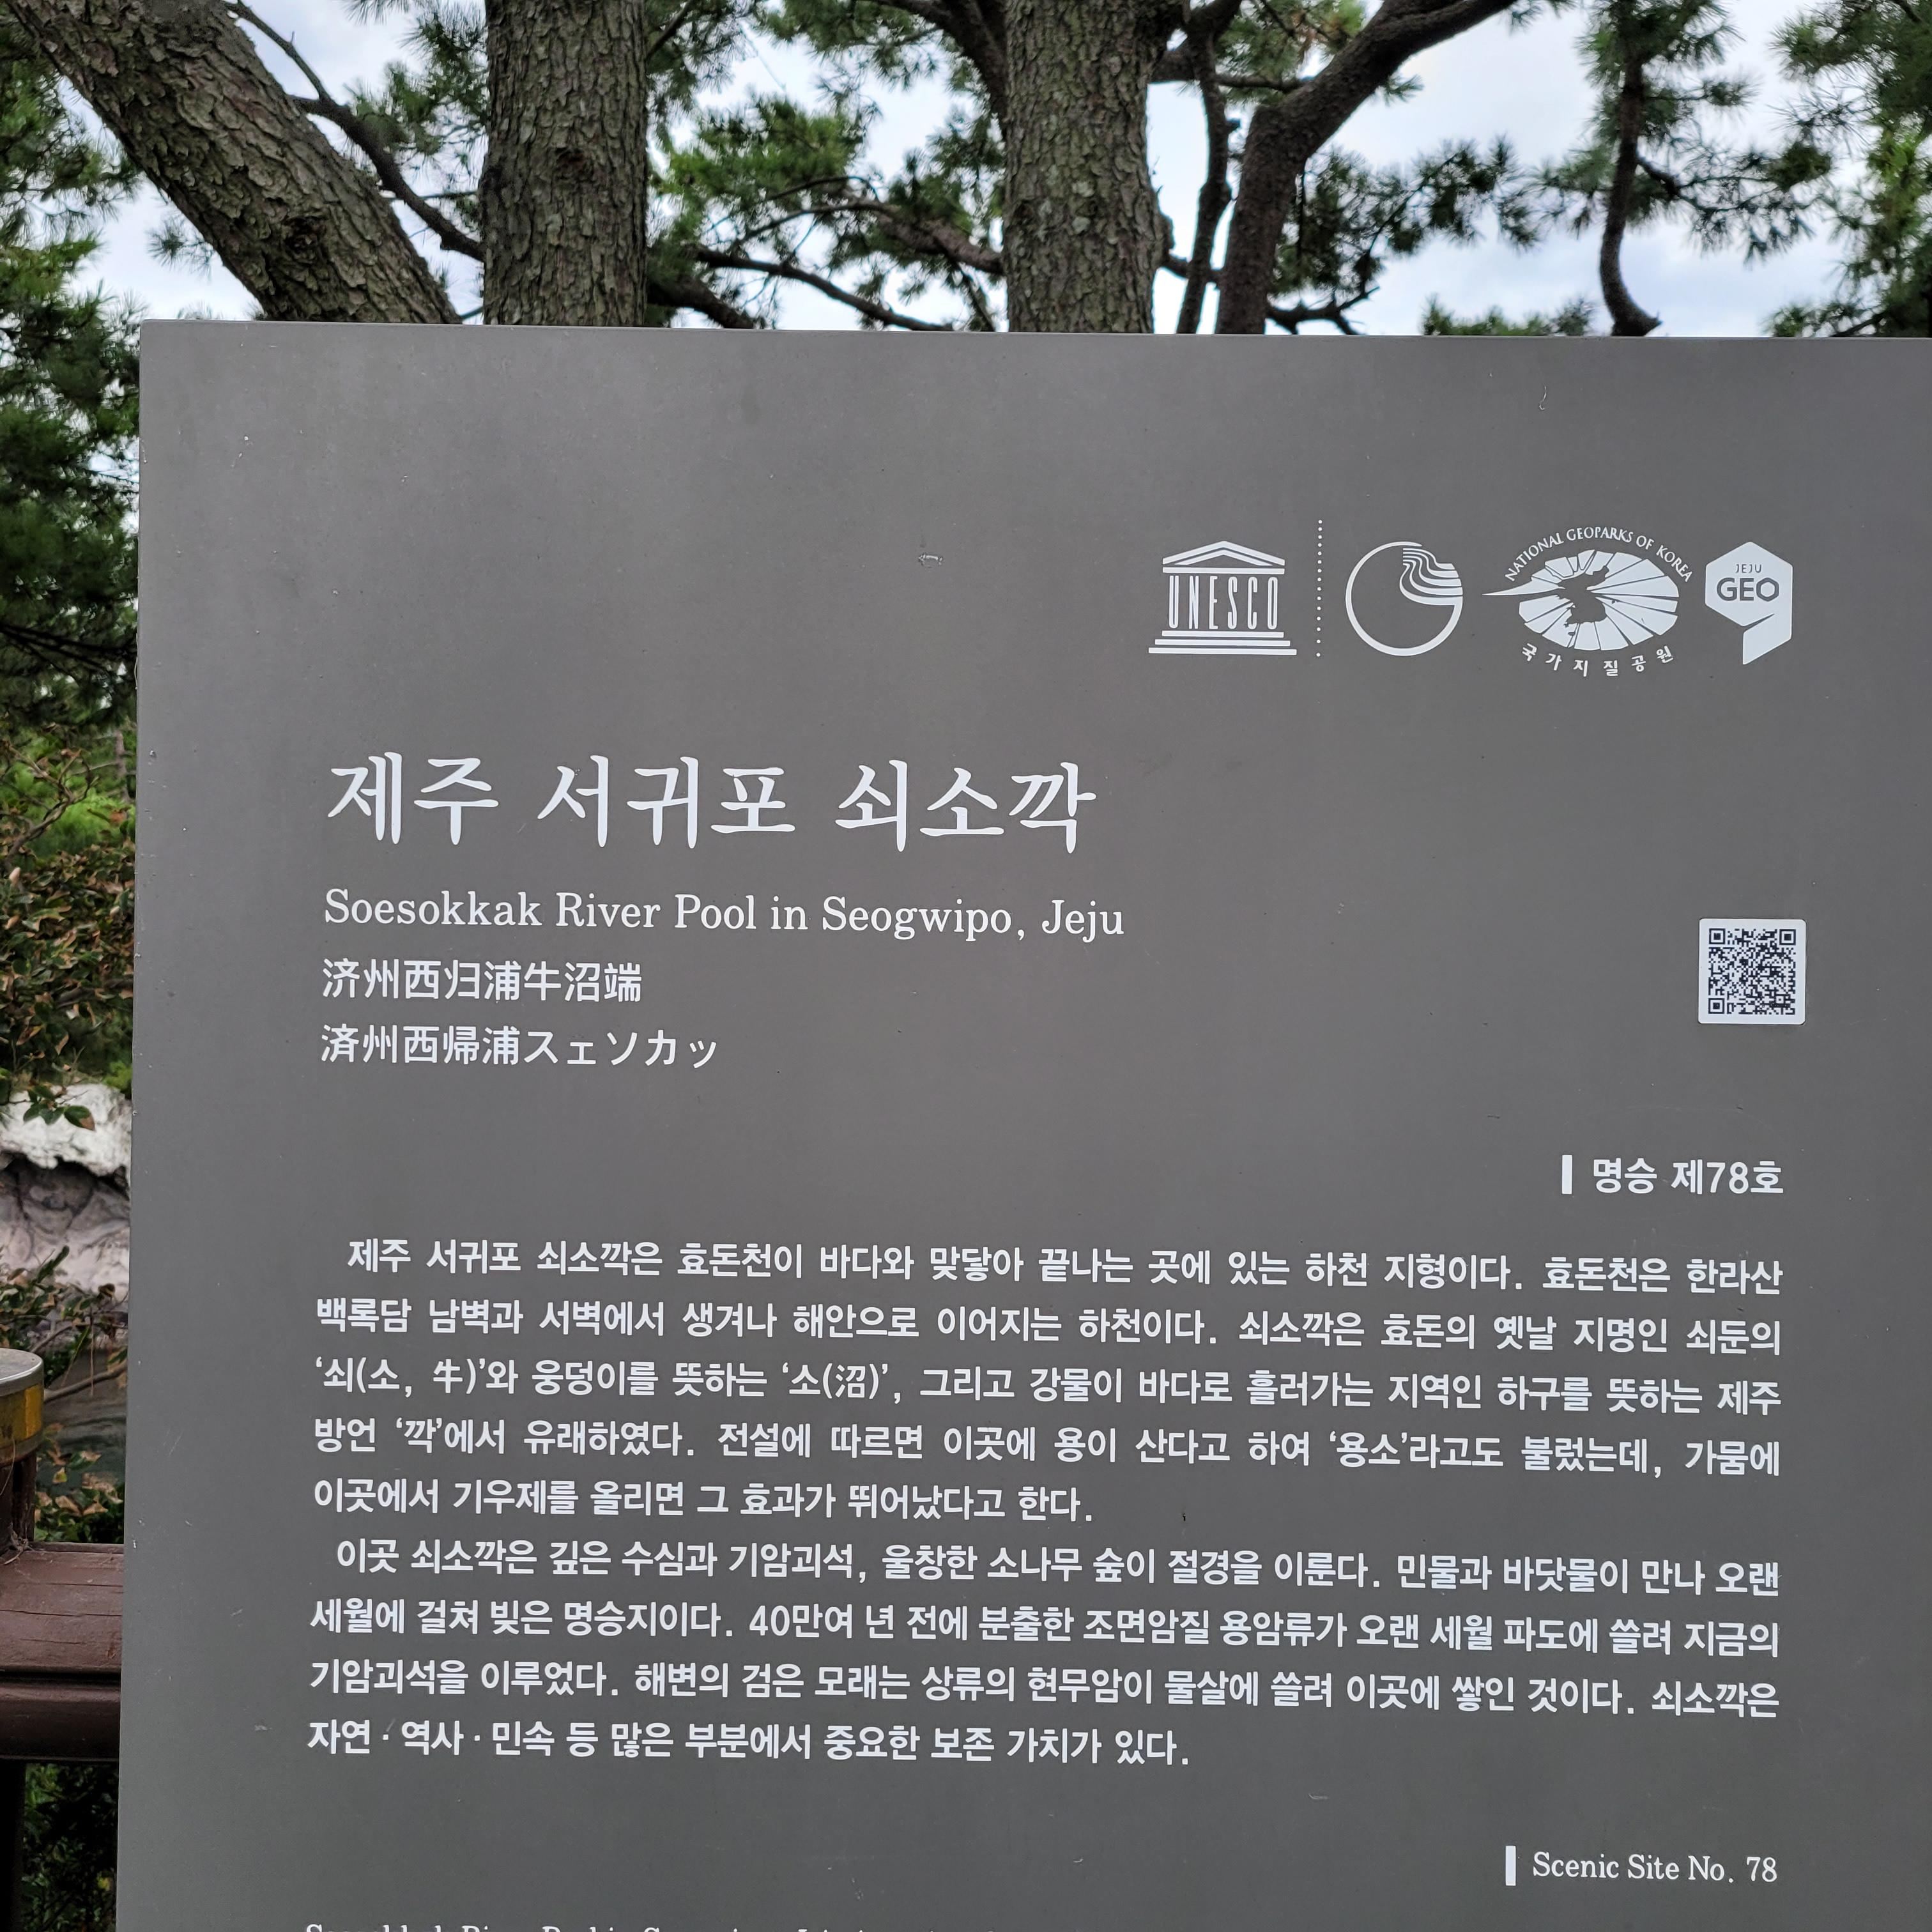 UNESCO
NATIONAL GEOPARKS OF KOREA
국가지질공원
JEJU
GEO
제주 서귀포 쇠소깍
Soesokkak River Pool in Seogwipo, Jeju
济州西归浦牛沼端
済州西帰浦スェソカッ
명승 제78호
제주 서귀포 쇠소깍은 효돈천이 바다와 맞닿아 끝나는 곳에 있는 하천 지형이다. 효돈천은 한라산
백록담 남벽과 서벽에서 생겨나 해안으로 이어지는 하천이다. 쇠소깍은 효돈의 옛날 지명인 쇠둔의
‘쇠(소, 牛)’와 웅덩이를 뜻하는 ‘소(沼)’, 그리고 강물이 바다로 흘러가는 지역인 하구를 뜻하는 제주
방언 ‘깍’에서 유래하였다. 전설에 따르면 이곳에 용이 산다고 하여 ‘용소’라고도 불렀는데, 가뭄에
이곳에서 기우제를 올리면 그 효과가 뛰어났다고 한다.
이곳 쇠소깍은 깊은 수심과 기암괴석, 울창한 소나무 숲이 절경을 이룬다. 민물과 바닷물이 만나 오랜
세월에 걸쳐 빚은 명승지이다. 40만여 년 전에 분출한 조면암질 용암류가 오랜 세월 파도에 쓸려 지금의
기암괴석을 이루었다. 해변의 검은 모래는 상류의 현무암이 물살에 쓸려 이곳에 쌓인 것이다. 쇠소깍은
자연·역사·민속 등 많은 부분에서 중요한 보존 가치가 있다.
Scenic Site No. 78